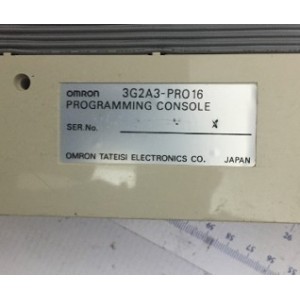 OMRON 3G2A3-PRO16
PROGRAMMING CONSOLE
SER.No.
OMRON TATEISI ELECTRONICS CO. JAPAN